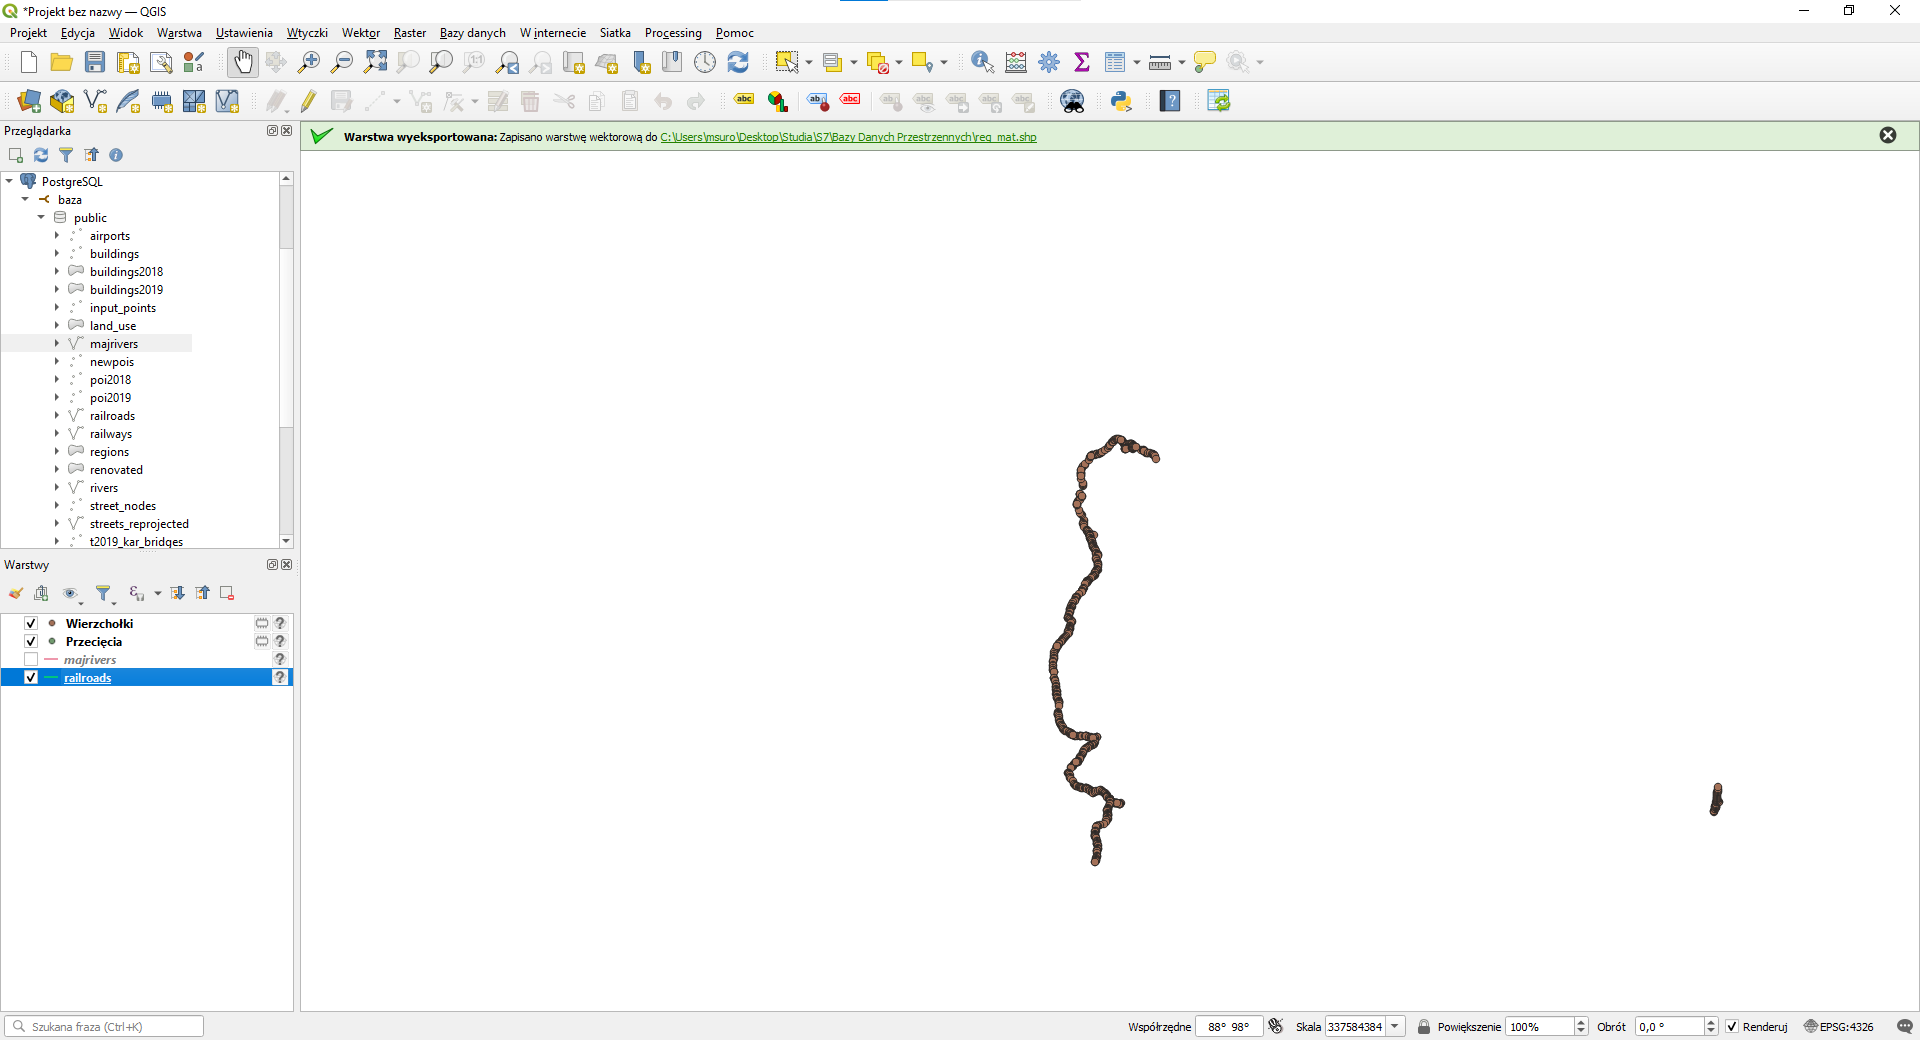 *Projekt bez nazwy — QGIS
Projekt Edycja Widok Warstwa Ustawienia Wtyczki Wektor Raster Bazy danych W internecie Siatka Processing Pomoc
Przeglądarka
Warstwa wyeksportowana: Zapisano warstwę wektorową do C:\Users\msuro\Desktop\Studia\S7\Bazy Danych Przestrzennych\req_mat.shp
PostgreSQL
baza
public
airports
buildings
buildings2018
buildings2019
input_points
land_use
majrivers
newpois
poi2018
poi2019
railroads
railways
regions
renovated
rivers
street_nodes
streets_reprojected
t2019_kar_bridges
Warstwy
Wierzchołki
Przecięcia
majrivers
railroads
Szukana fraza (Ctrl+K)
Współrzędne 88° 98° Skala 337584384 Powiększenie 100% Obrót 0,0 ° Renderuj EPSG:4326